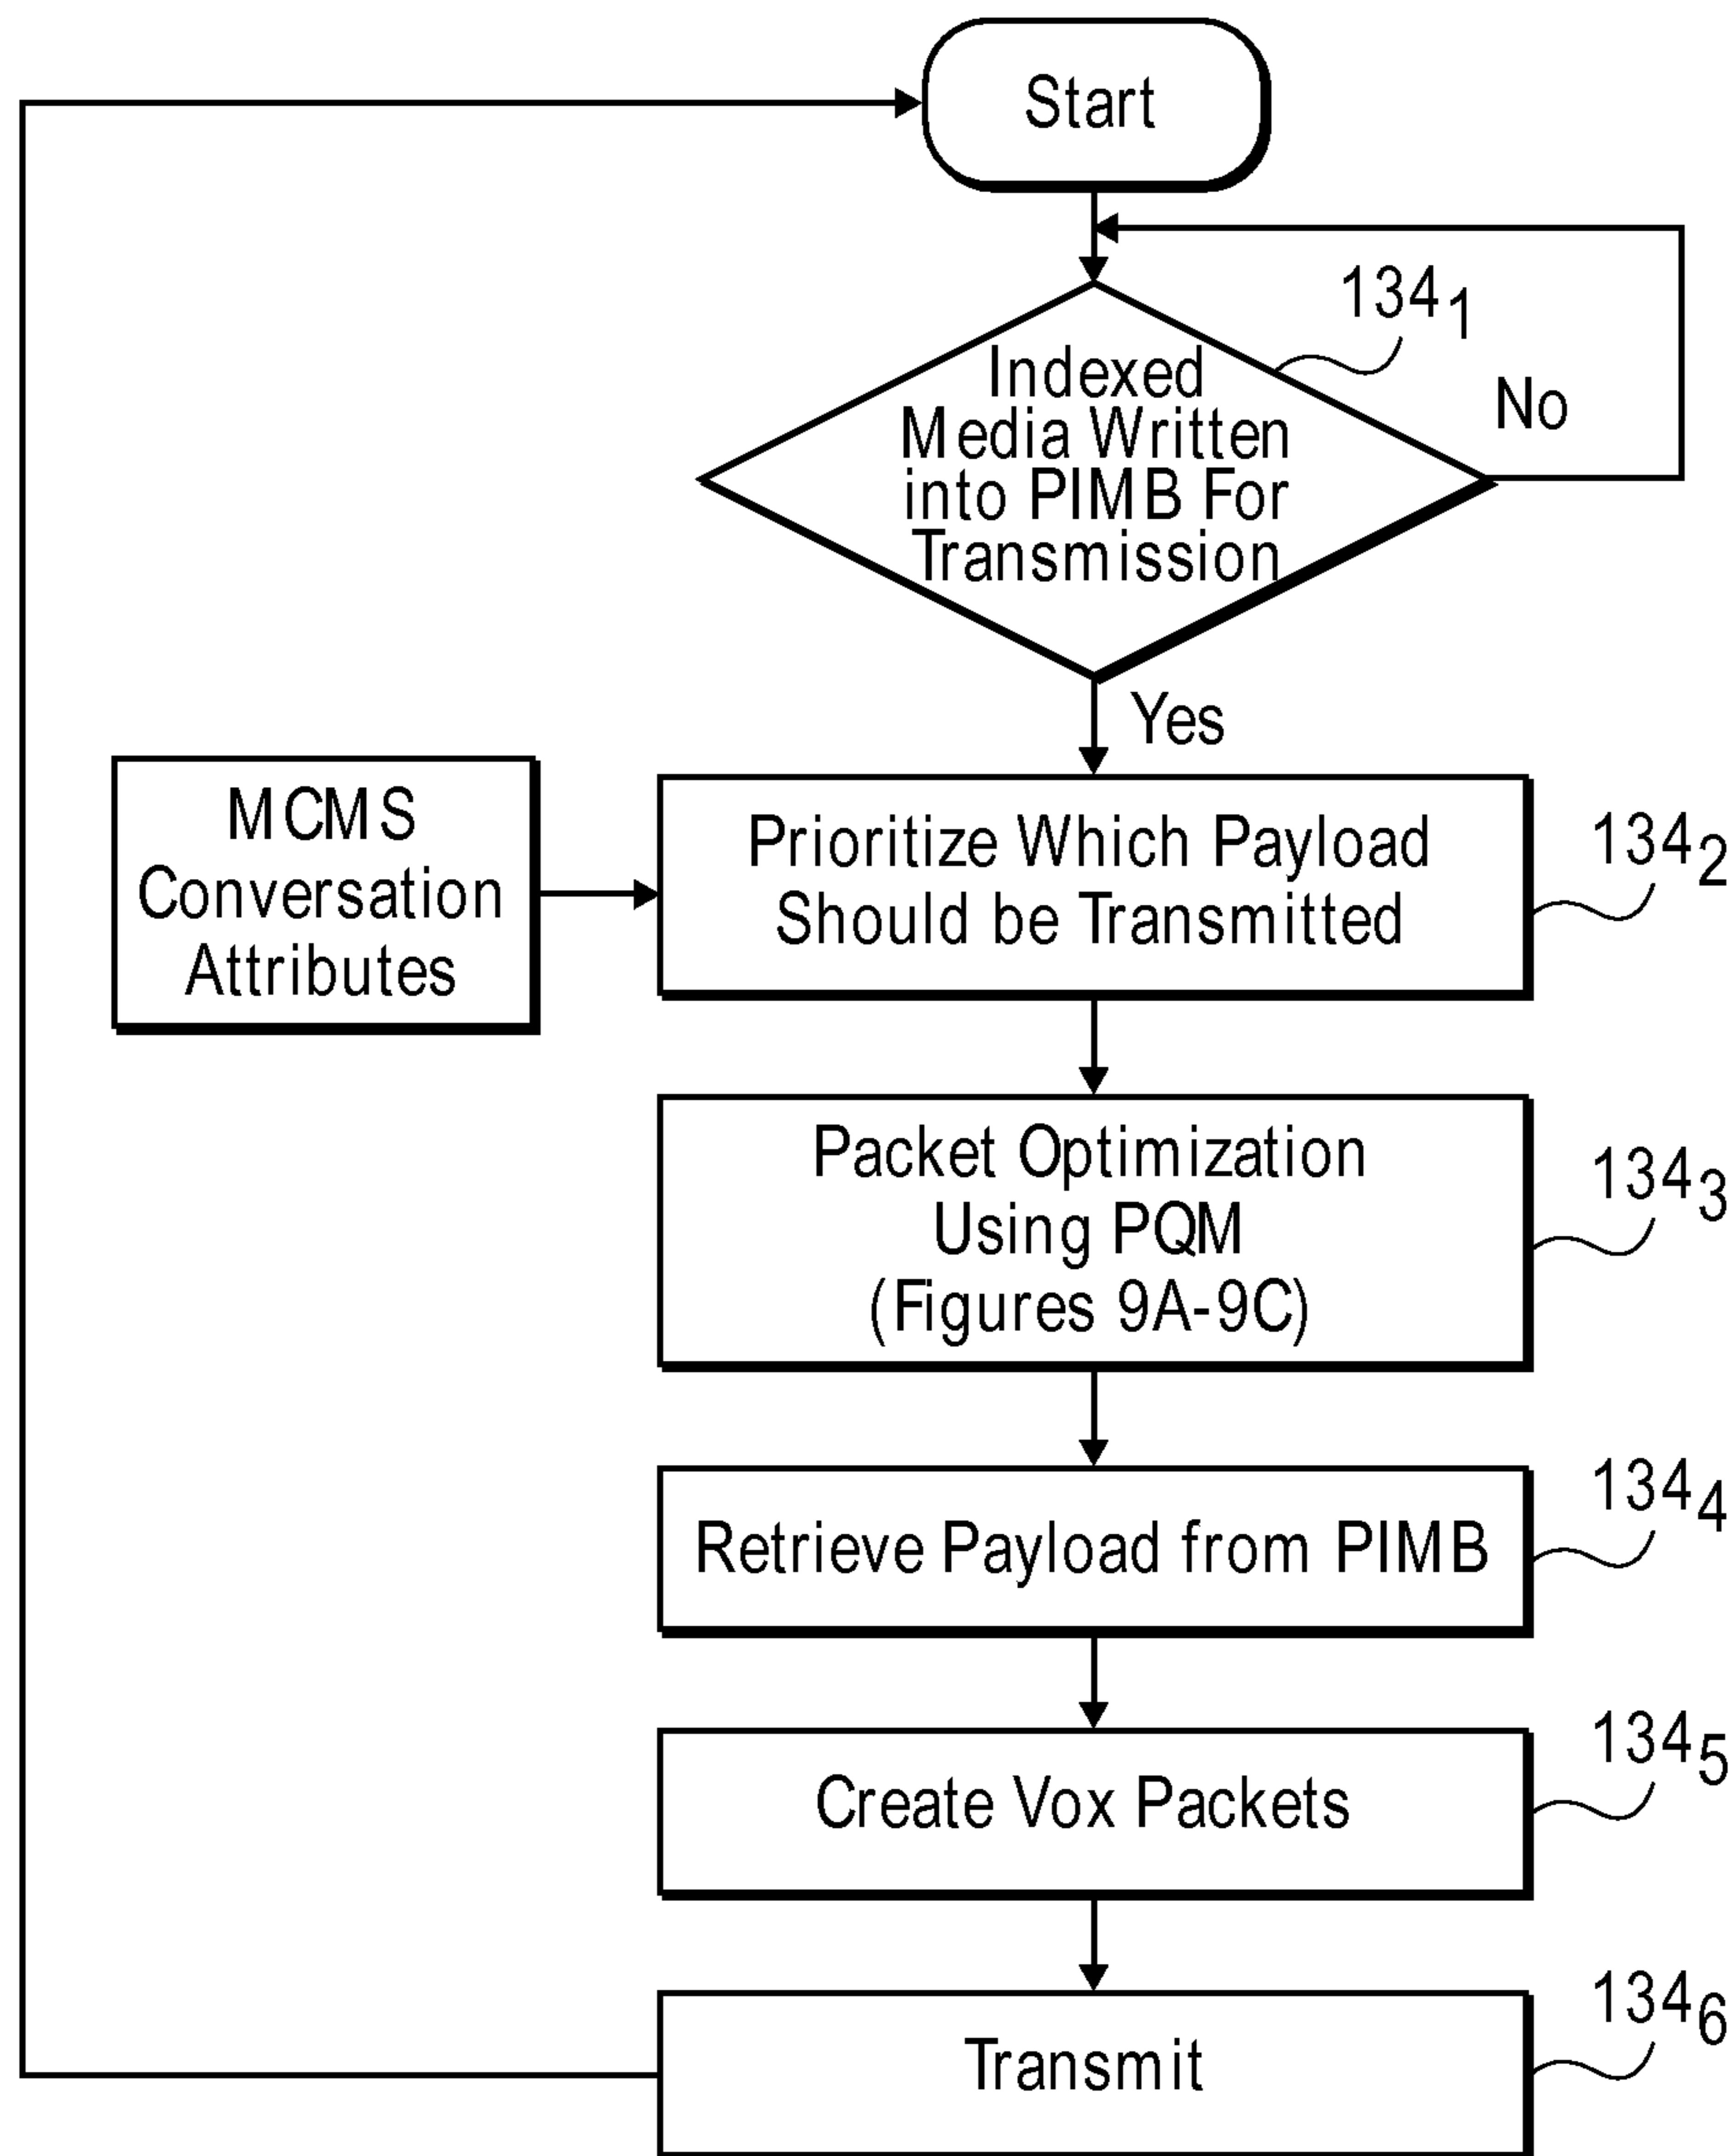 Start
134₁
Indexed
Media Written
into PIMB For
Transmission
No
Yes
MCMS
Conversation
Attributes
Prioritize Which Payload
Should be Transmitted
134₂
Packet Optimization
Using PQM
(Figures 9A-9C)
134₃
Retrieve Payload from PIMB
134₄
Create Vox Packets
134₅
Transmit
134₆